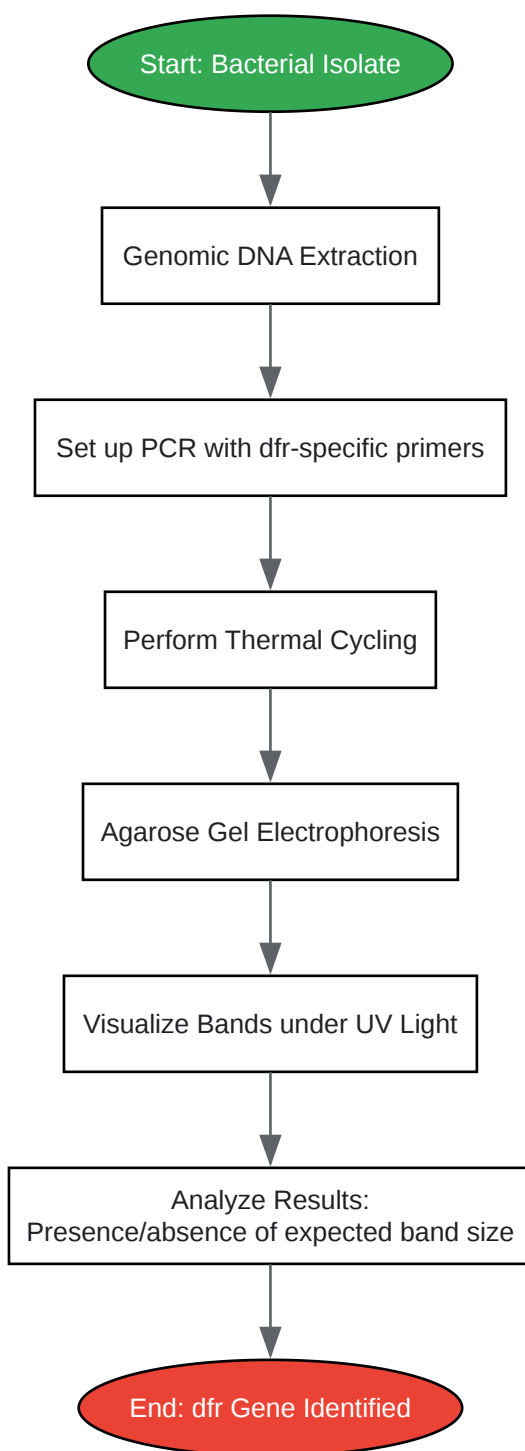 Start: Bacterial Isolate
Genomic DNA Extraction
Set up PCR with dfr-specific primers
Perform Thermal Cycling
Agarose Gel Electrophoresis
Visualize Bands under UV Light
Analyze Results:
Presence/absence of expected band size
End: dfr Gene Identified